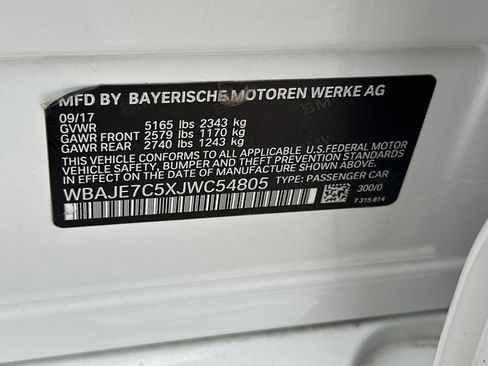 MFD BY BAYERISCHE MOTOREN WERKE AG
09/17
GVWR 5165 lbs 2343 kg
GAWR FRONT 2579 lbs 1170 kg
GAWR REAR 2740 lbs 1243 kg
THIS VEHICLE CONFORMS TO ALL APPLICABLE U.S.FEDERAL MOTOR
VEHICLE SAFETY, BUMPER AND THEFT PREVENTION STANDARDS
IN EFFECT ON THE DATE OF MANUFACTURE SHOWN ABOVE.
WBAJE7C5XJWC54805 TYPE: PASSENGER CAR
300/0
7 315 814